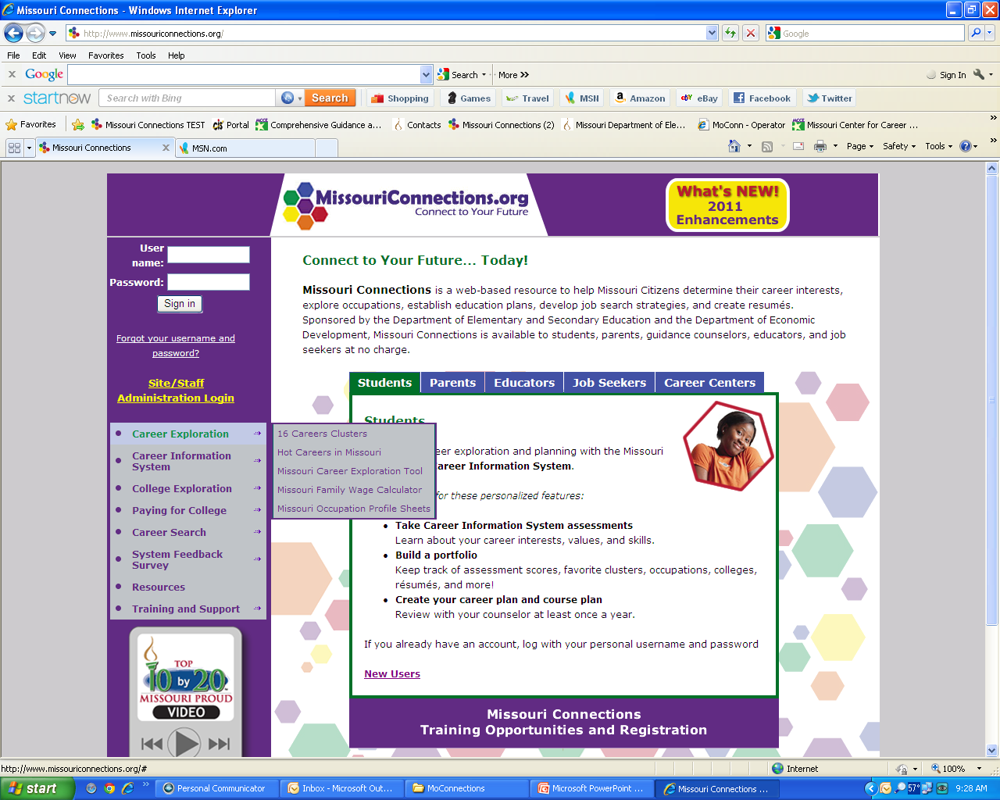 Missouri Connections - Windows Internet Explorer
http://www.missouriconnections.org/
Google
File Edit View Favorites Tools Help
x Google Search More >> Sign In
x startnow Search with Bing Search Shopping Games Travel MSN Amazon eBay Facebook Twitter
Favorites Missouri Connections TEST Portal Comprehensive Guidance a... Contacts Missouri Connections (2) Missouri Department of Ele... MoConn - Operator Missouri Center for Career ...
Missouri Connections MSN.com Page Safety Tools
MissouriConnections.org
Connect to Your Future
What's NEW!
2011
Enhancements
User
name:
Password:
Sign in
Forgot your username and
password?
Site/Staff
Administration Login
Career Exploration
Career Information
System
College Exploration
Paying for College
Career Search
System Feedback
Survey
Resources
Training and Support
16 Careers Clusters
Hot Careers in Missouri
Missouri Career Exploration Tool
Missouri Family Wage Calculator
Missouri Occupation Profile Sheets
TOP
10 by 20
MISSOURI PROUD
VIDEO
Connect to Your Future... Today!
Missouri Connections is a web-based resource to help Missouri Citizens determine their career interests,
explore occupations, establish education plans, develop job search strategies, and create resumés.
Sponsored by the Department of Elementary and Secondary Education and the Department of Economic
Development, Missouri Connections is available to students, parents, guidance counselors, educators, and job
seekers at no charge.
Students Parents Educators Job Seekers Career Centers
Students
exploration and planning with the Missouri
Career Information System.
for these personalized features:
• Take Career Information System assessments
Learn about your career interests, values, and skills.
• Build a portfolio
Keep track of assessment scores, favorite clusters, occupations, colleges,
résumés, and more!
• Create your career plan and course plan
Review with your counselor at least once a year.
If you already have an account, log with your personal username and password
New Users
Missouri Connections
Training Opportunities and Registration
http://www.missouriconnections.org/# Internet 100%
start Personal Communicator Inbox - Microsoft Out... MoConnections Microsoft PowerPoint ... Missouri Connections ... 57° 9:28 AM